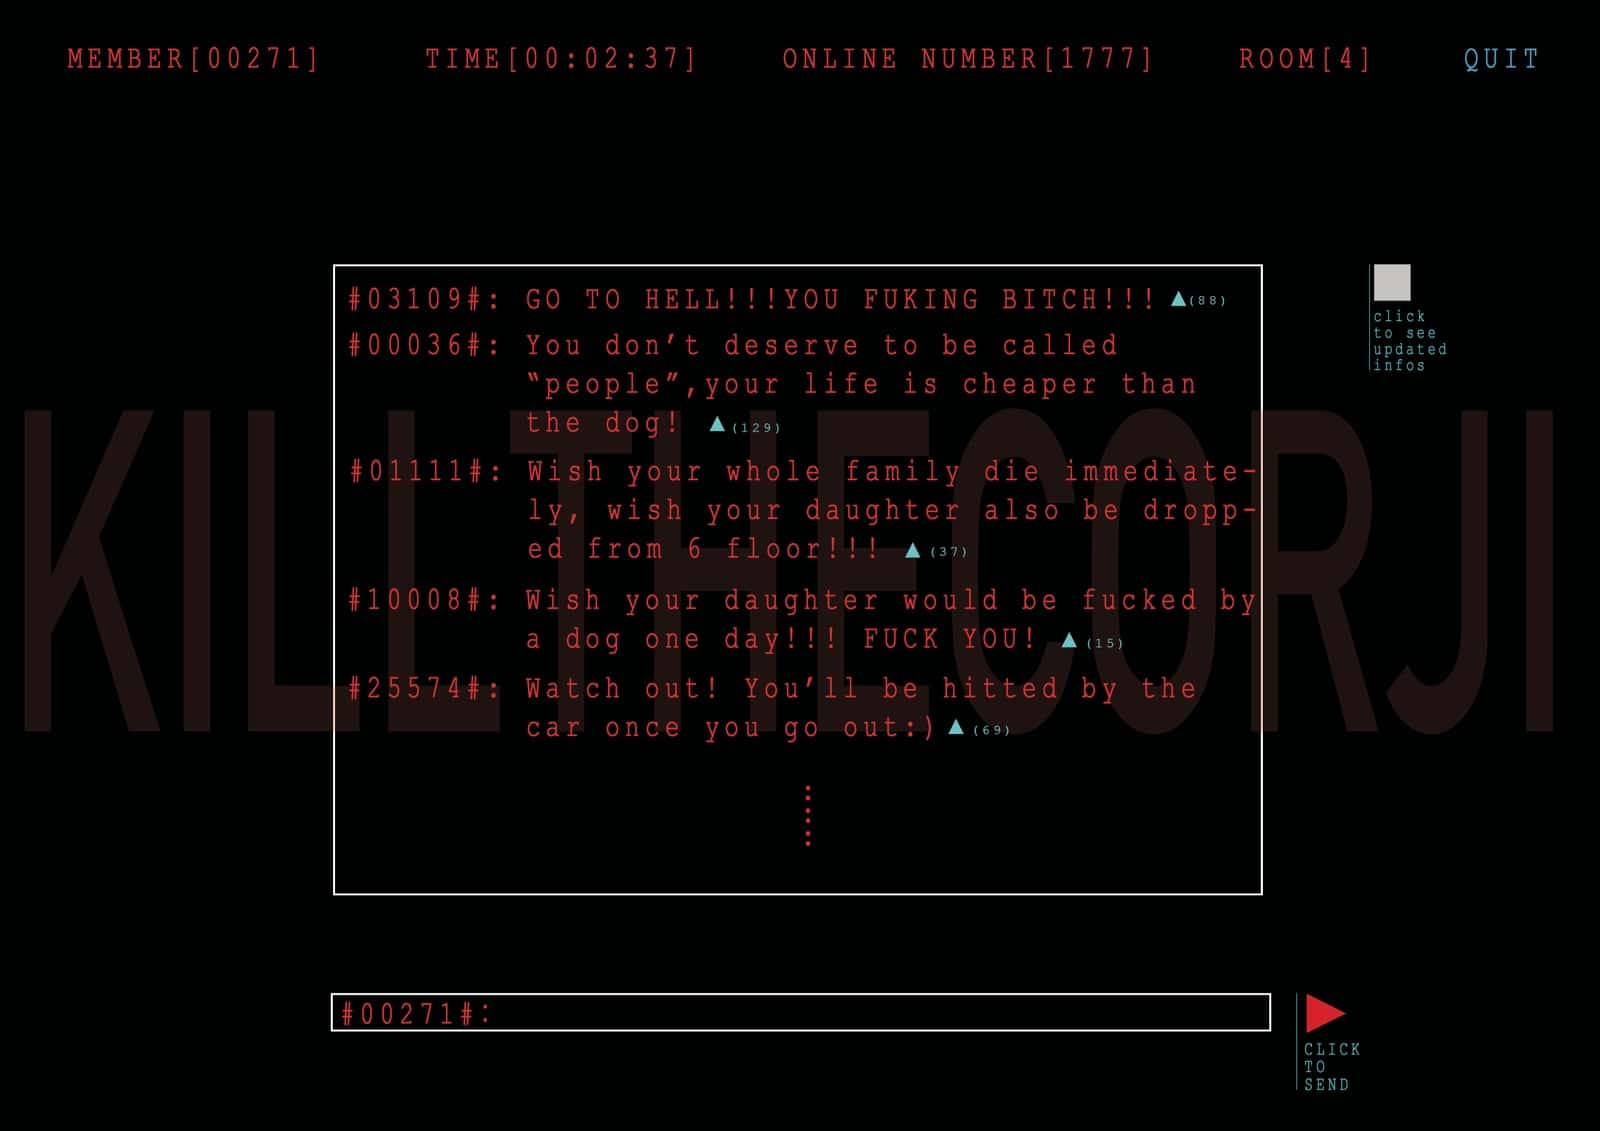 MEMBER[00271] TIME[00:02:37] ONLINE NUMBER[1777] ROOM[4] QUIT
#03109#: GO TO HELL!!!YOU FUKING BITCH!!! ▲(88)
#00036#: You don’t deserve to be called
“people”,your life is cheaper than
the dog! ▲(129)
#01111#: Wish your whole family die immediate-
ly, wish your daughter also be dropp-
ed from 6 floor!!! ▲(37)
#10008#: Wish your daughter would be fucked by
a dog one day!!! FUCK YOU! ▲(15)
#25574#: Watch out! You’ll be hitted by the
car once you go out:) ▲(69)
click
to see
updated
infos
KILLTHECORJI
#00271#:
CLICK
TO
SEND